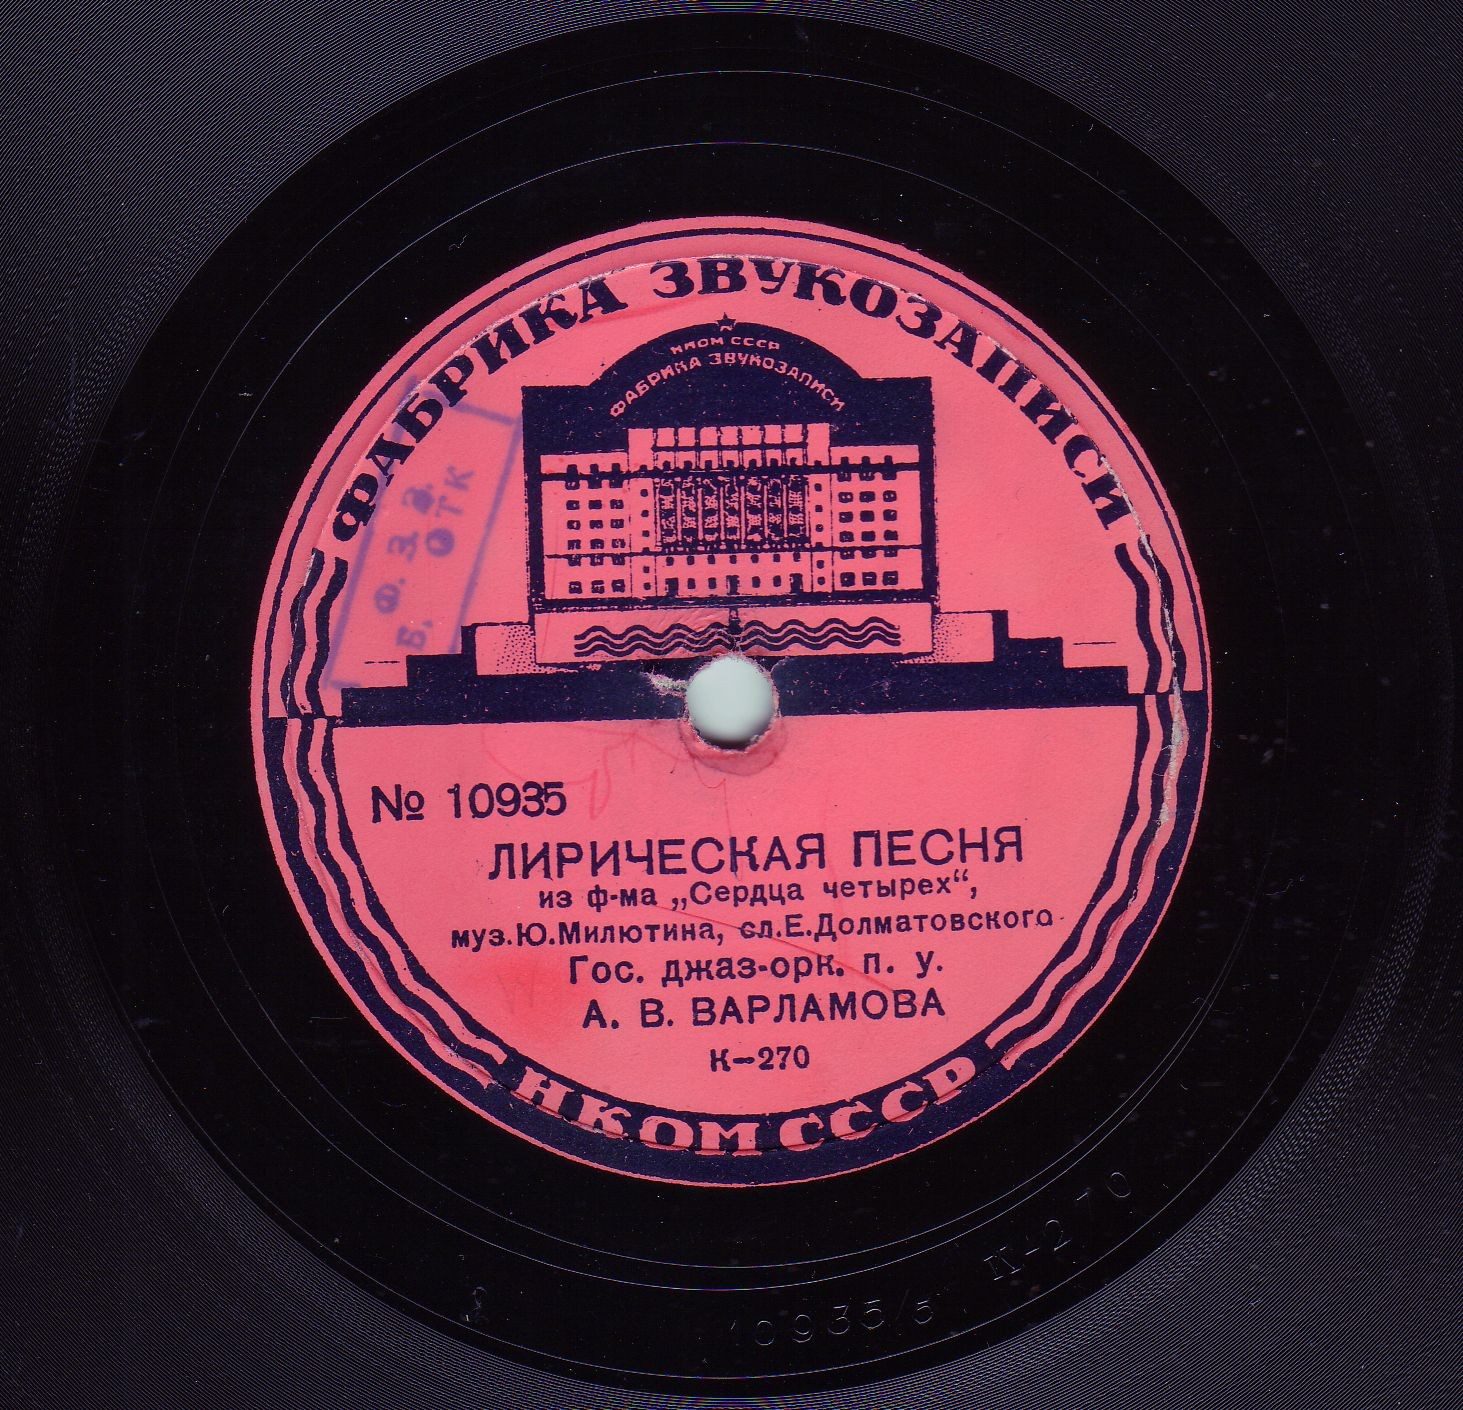 ФАБРИКА ЗВУКОЗАПИСИ
НКОМ СССР
ФАБРИКА ЗВУКОЗАПИСИ
Б. Ф. З. З.
ОТК
№ 10935
ЛИРИЧЕСКАЯ ПЕСНЯ
из ф-ма „Сердца четырех“,
муз.Ю.Милютина, сл.Е.Долматовского
Гос. джаз-орк. п. у.
А. В. ВАРЛАМОВА
К-270
НКОМ СССР
10935/5 К-270